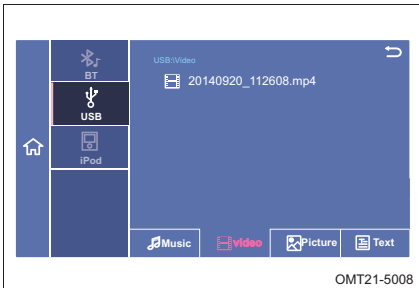 BT
USB:\Video
20140920_112608.mp4
USB
iPod
Music
video
Picture
Text
OMT21-5008